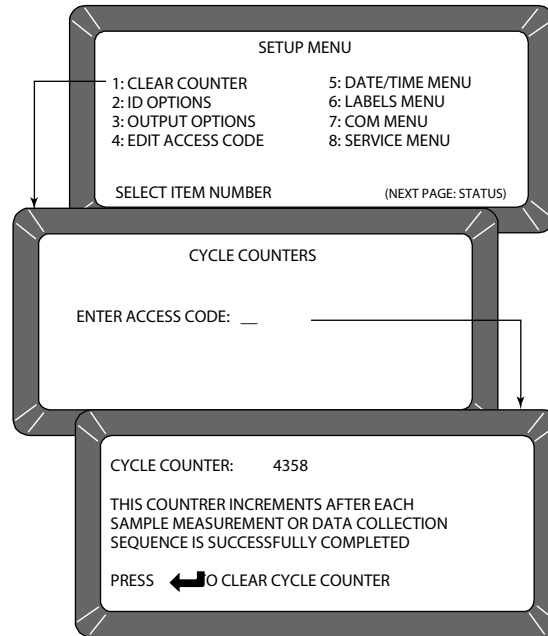 SETUP MENU
1: CLEAR COUNTER 5: DATE/TIME MENU
2: ID OPTIONS 6: LABELS MENU
3: OUTPUT OPTIONS 7: COM MENU
4: EDIT ACCESS CODE 8: SERVICE MENU
SELECT ITEM NUMBER (NEXT PAGE: STATUS)
CYCLE COUNTERS
ENTER ACCESS CODE: __
CYCLE COUNTER: 4358
THIS COUNTRER INCREMENTS AFTER EACH
SAMPLE MEASUREMENT OR DATA COLLECTION
SEQUENCE IS SUCCESSFULLY COMPLETED
PRESS O CLEAR CYCLE COUNTER